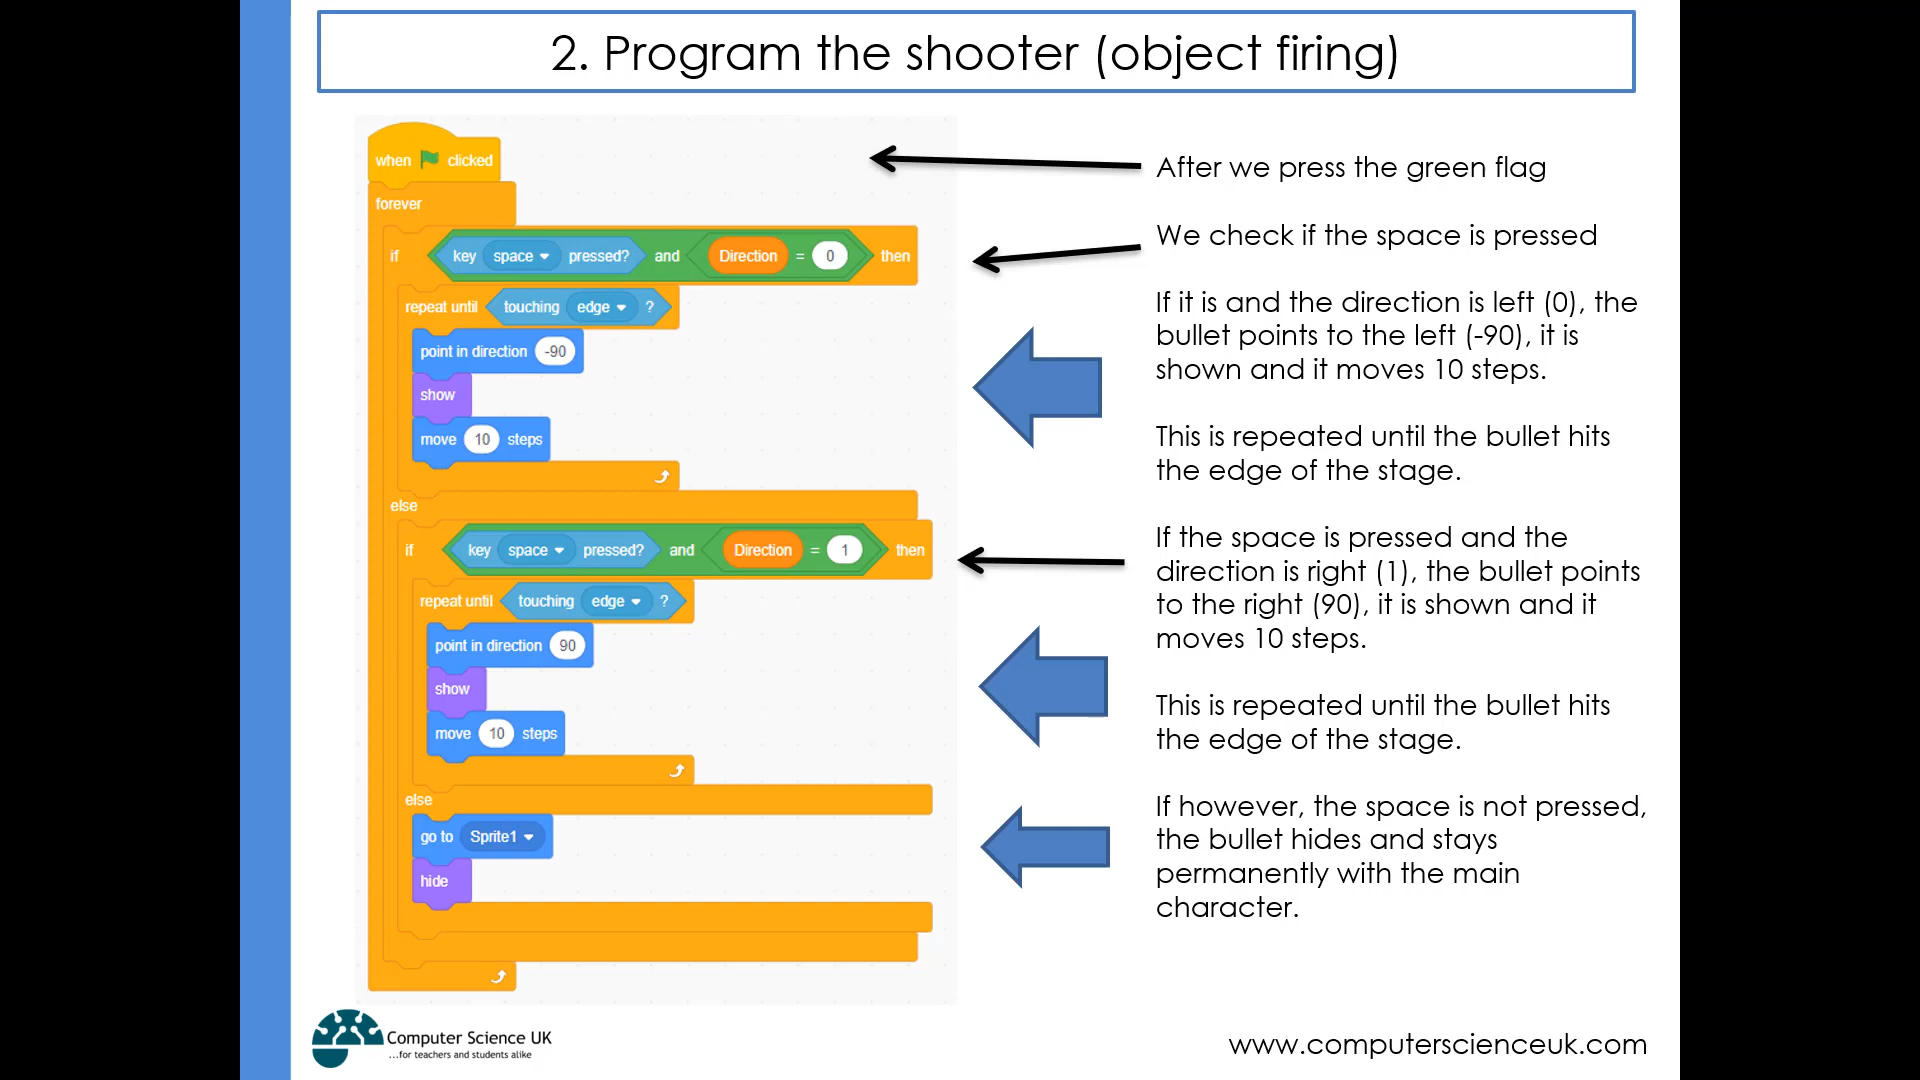 2. Program the shooter (object firing)
when clicked
forever
if key space pressed? and Direction = 0 then
repeat until touching edge ?
point in direction -90
show
move 10 steps
else
if key space pressed? and Direction = 1 then
repeat until touching edge ?
point in direction 90
show
move 10 steps
else
go to Sprite1
hide
After we press the green flag
We check if the space is pressed
If it is and the direction is left (0), the
bullet points to the left (-90), it is
shown and it moves 10 steps.
This is repeated until the bullet hits
the edge of the stage.
If the space is pressed and the
direction is right (1), the bullet points
to the right (90), it is shown and it
moves 10 steps.
This is repeated until the bullet hits
the edge of the stage.
If however, the space is not pressed,
the bullet hides and stays
permanently with the main
character.
Computer Science UK
...for teachers and students alike
www.computerscienceuk.com